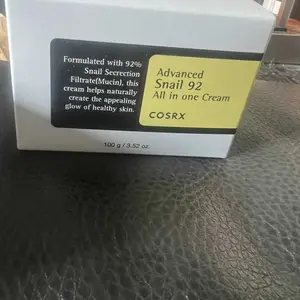 Formulated with 92%
Snail Secrection
Filtrate(Mucin), this
cream helps naturally
create the appealing
glow of healthy skin.
Advanced
Snail 92
All in one Cream
COSRX
100 g / 3.52 oz.